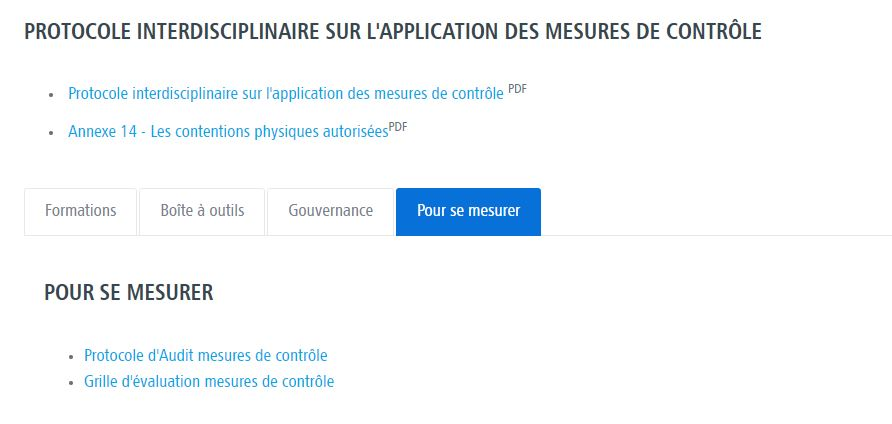 PROTOCOLE INTERDISCIPLINAIRE SUR L'APPLICATION DES MESURES DE CONTRÔLE
Protocole interdisciplinaire sur l'application des mesures de contrôle PDF
Annexe 14 - Les contentions physiques autorisées PDF
Formations Boîte à outils Gouvernance Pour se mesurer
POUR SE MESURER
Protocole d'Audit mesures de contrôle
Grille d'évaluation mesures de contrôle